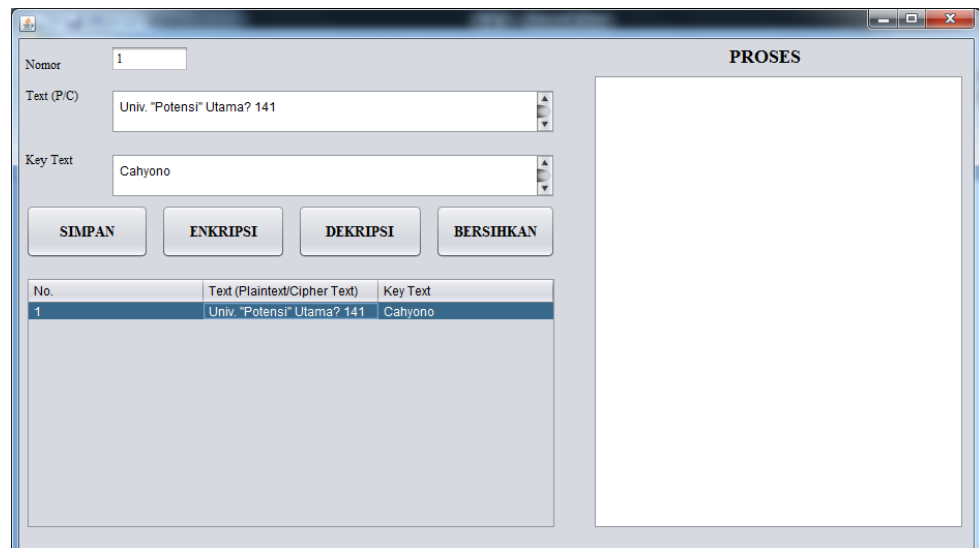 Nomor 1
Text (P/C) Univ. "Potensi" Utama? 141
Key Text Cahyono
SIMPAN ENKRIPSI DEKRIPSI BERSIHKAN
No. Text (Plaintext/Cipher Text) Key Text
1 Univ. "Potensi" Utama? 141 Cahyono
PROSES